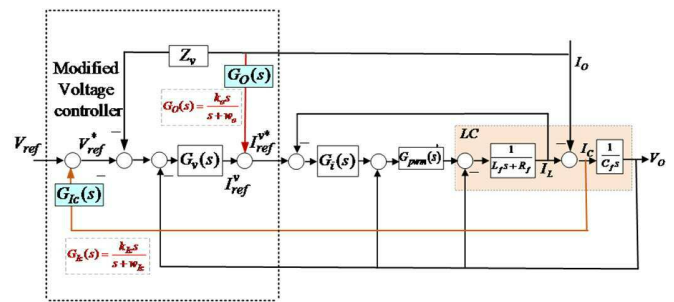 Z_v
I_O
Modified
Voltage
controller
G_O(s)
G_O(s) = k_o s / s + w_o
LC
V_ref
V*_ref
G_v(s)
I^v*_ref
I^v_ref
G_i(s)
G_pwm(s)
1 / L_f s + R_f
I_L
I_C
1 / C_f s
V_O
G_Ic(s)
G_Ic(s) = k_Ic s / s + w_Ic